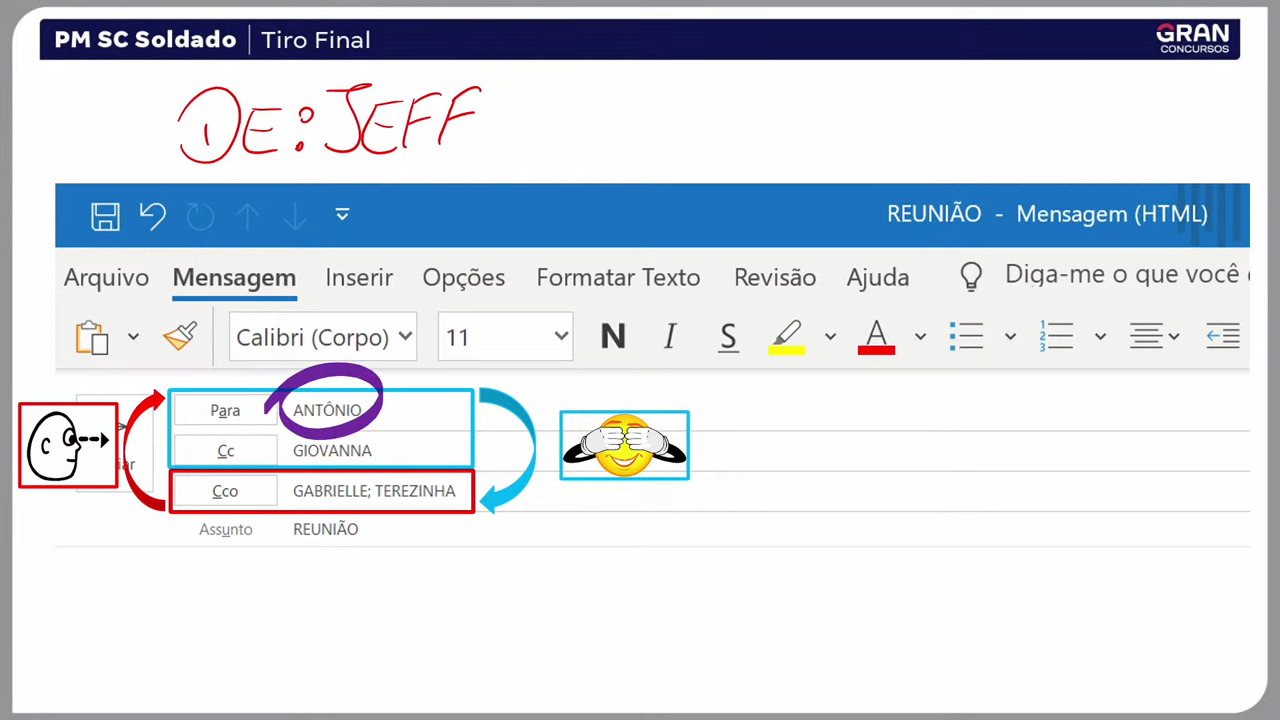 PM SC Soldado | Tiro Final
GRAN
CONCURSOS
DE: JEFF
REUNIÃO - Mensagem (HTML)
Arquivo Mensagem Inserir Opções Formatar Texto Revisão Ajuda Diga-me o que você
Calibri (Corpo) 11 N I S A
Para ANTÔNIO
Cc GIOVANNA
Cco GABRIELLE; TEREZINHA
Assunto REUNIÃO